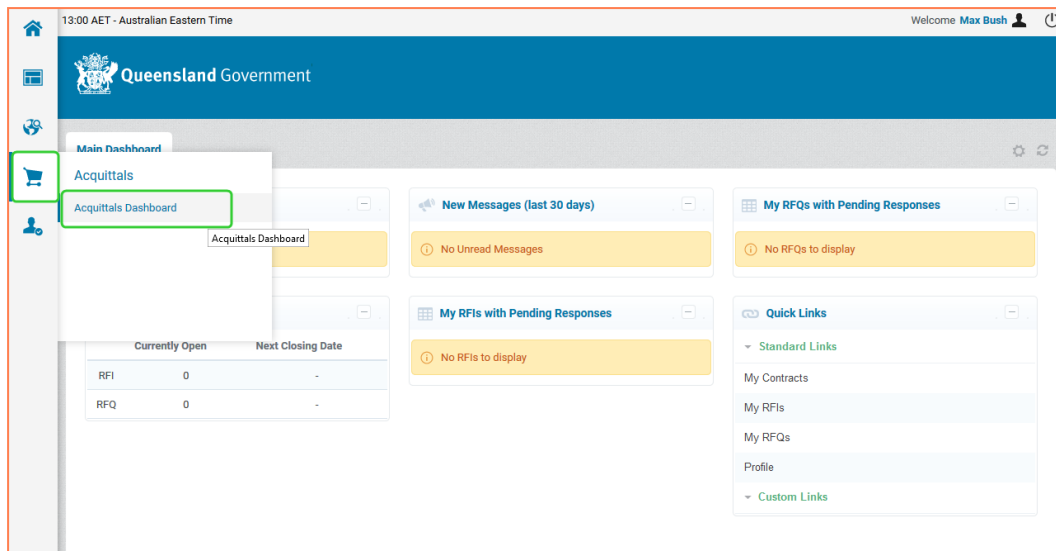 13:00 AET - Australian Eastern Time
Welcome Max Bush
Queensland Government
Main Dashboard
Acquittals
Acquittals Dashboard
Acquittals Dashboard
New Messages (last 30 days)
No Unread Messages
My RFQs with Pending Responses
No RFQs to display
Currently Open Next Closing Date
RFI 0 -
RFQ 0 -
My RFIs with Pending Responses
No RFIs to display
Quick Links
Standard Links
My Contracts
My RFIs
My RFQs
Profile
Custom Links